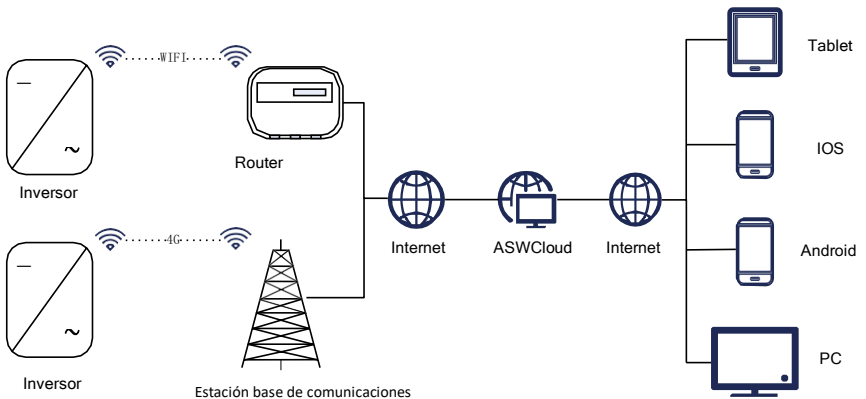 WIFI
Tablet
Router
IOS
Inversor
4G
Internet
ASWCloud
Internet
Android
PC
Inversor
Estación base de comunicaciones